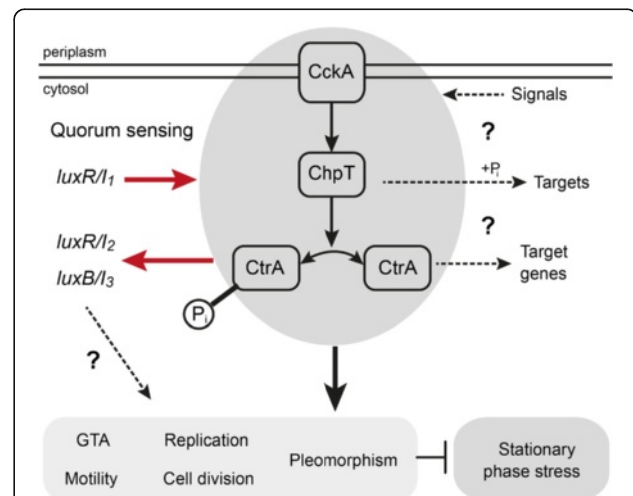 periplasm
CckA
cytosol
Signals
Quorum sensing
?
luxR/I₁
ChpT
+Pᵢ
Targets
?
luxR/I₂
luxB/I₃
CtrA
CtrA
Target
genes
Pᵢ
?
GTA
Replication
Pleomorphism
Motility
Cell division
Stationary
phase stress